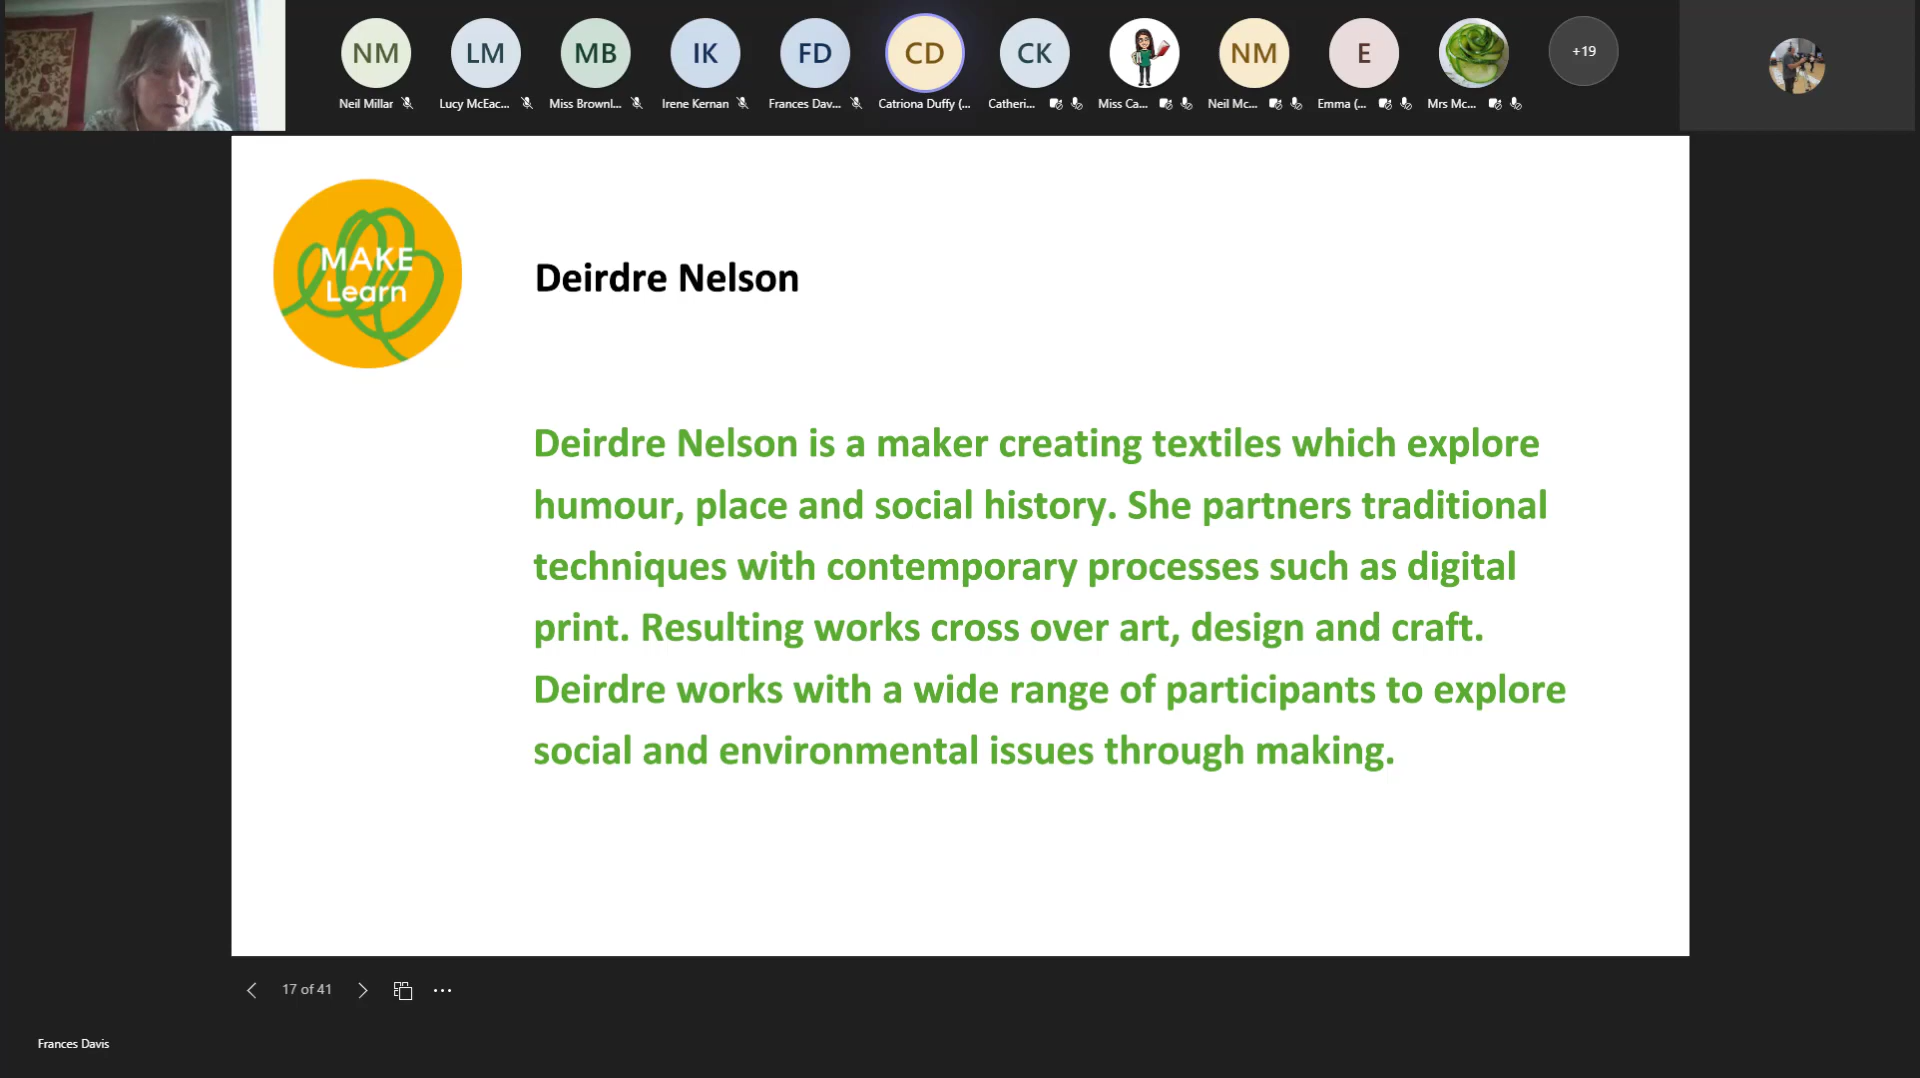 NM
LM
MB
IK
FD
CD
CK
NM
E
+19
Neil Millar
Lucy McEac...
Miss Brownl...
Irene Kernan
Frances Dav...
Catriona Duffy (...
Catheri...
Miss Ca...
Neil Mc...
Emma (...
Mrs Mc...
MAKE
Learn
Deirdre Nelson
Deirdre Nelson is a maker creating textiles which explore
humour, place and social history. She partners traditional
techniques with contemporary processes such as digital
print. Resulting works cross over art, design and craft.
Deirdre works with a wide range of participants to explore
social and environmental issues through making.
17 of 41
Frances Davis